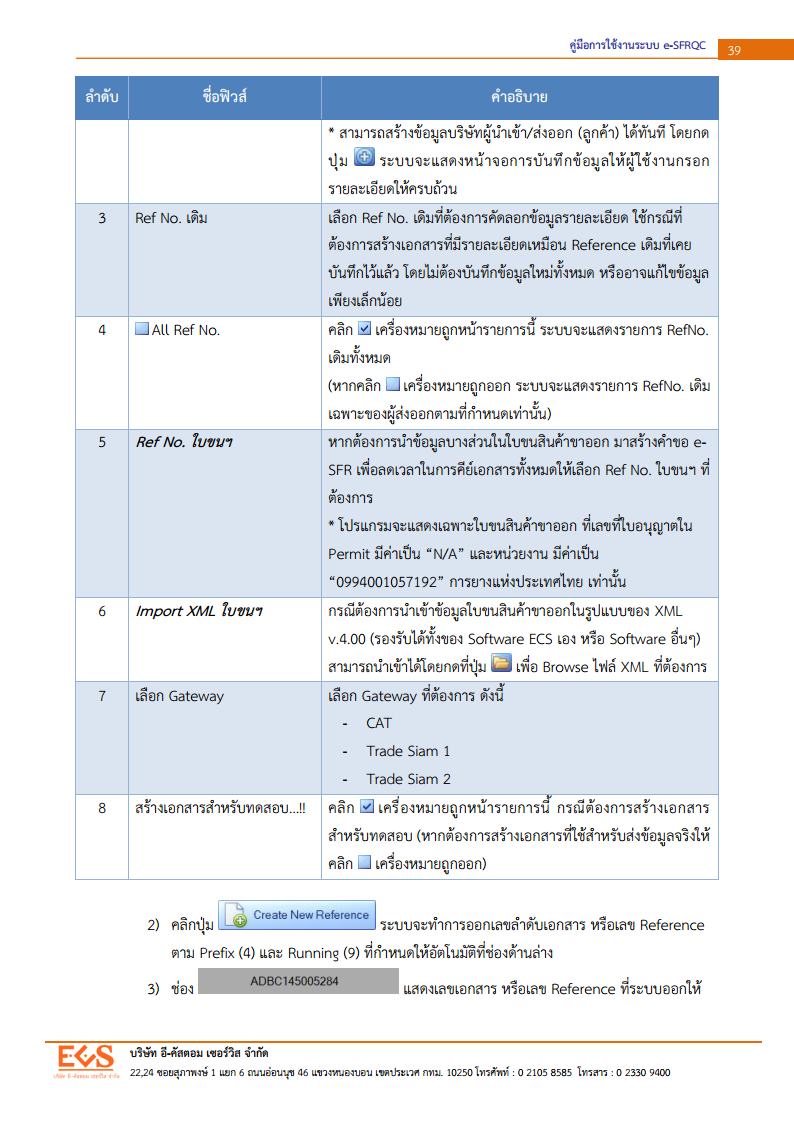 คู่มือการใช้งานระบบ e-SFRQC
39
ลำดับ
ชื่อฟิวส์
คำอธิบาย
* สามารถสร้างข้อมูลบริษัทผู้นำเข้า/ส่งออก (ลูกค้า) ได้ทันที โดยกด
ปุ่ม ระบบจะแสดงหน้าจอการบันทึกข้อมูลให้ผู้ใช้งานกรอก
รายละเอียดให้ครบถ้วน
3
Ref No. เดิม
เลือก Ref No. เดิมที่ต้องการคัดลอกข้อมูลรายละเอียด ใช้กรณีที่
ต้องการสร้างเอกสารที่มีรายละเอียดเหมือน Reference เดิมที่เคย
บันทึกไว้แล้ว โดยไม่ต้องบันทึกข้อมูลใหม่ทั้งหมด หรืออาจแก้ไขข้อมูล
เพียงเล็กน้อย
4
All Ref No.
คลิก เครื่องหมายถูกหน้ารายการนี้ ระบบจะแสดงรายการ RefNo.
เดิมทั้งหมด
(หากคลิก เครื่องหมายถูกออก ระบบจะแสดงรายการ RefNo. เดิม
เฉพาะของผู้ส่งออกตามที่กำหนดเท่านั้น)
5
Ref No. ใบขนฯ
หากต้องการนำข้อมูลบางส่วนในใบขนสินค้าขาออก มาสร้างคำขอ e-
SFR เพื่อลดเวลาในการคีย์เอกสารทั้งหมดให้เลือก Ref No. ใบขนฯ ที่
ต้องการ
* โปรแกรมจะแสดงเฉพาะใบขนสินค้าขาออก ที่เลขที่ใบอนุญาตใน
Permit มีค่าเป็น “N/A” และหน่วยงาน มีค่าเป็น
“0994001057192” การยางแห่งประเทศไทย เท่านั้น
6
Import XML ใบขนฯ
กรณีต้องการนำเข้าข้อมูลใบขนสินค้าขาออกในรูปแบบของ XML
v.4.00 (รองรับได้ทั้งของ Software ECS เอง หรือ Software อื่นๆ)
สามารถนำเข้าได้โดยกดที่ปุ่ม เพื่อ Browse ไฟล์ XML ที่ต้องการ
7
เลือก Gateway
เลือก Gateway ที่ต้องการ ดังนี้
- CAT
- Trade Siam 1
- Trade Siam 2
8
สร้างเอกสารสำหรับทดสอบ...!!
คลิก เครื่องหมายถูกหน้ารายการนี้ กรณีต้องการสร้างเอกสาร
สำหรับทดสอบ (หากต้องการสร้างเอกสารที่ใช้สำหรับส่งข้อมูลจริงให้
คลิก เครื่องหมายถูกออก)
2) คลิกปุ่ม Create New Reference ระบบจะทำการออกเลขลำดับเอกสาร หรือเลข Reference
ตาม Prefix (4) และ Running (9) ที่กำหนดให้อัตโนมัติที่ช่องด้านล่าง
3) ช่อง ADBC145005284 แสดงเลขเอกสาร หรือเลข Reference ที่ระบบออกให้
ECS
บริษัท อี-คัสตอม เซอร์วิส จำกัด
บริษัท อี-คัสตอม เซอร์วิส จำกัด
22,24 ซอยสุภาพงษ์ 1 แยก 6 ถนนอ่อนนุช 46 แขวงหนองบอน เขตประเวศ กทม. 10250 โทรศัพท์ : 0 2105 8585 โทรสาร : 0 2330 9400